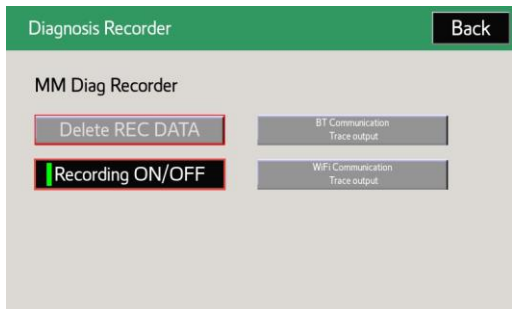 Diagnosis Recorder
Back
MM Diag Recorder
Delete REC DATA
BT Communication
Trace output
Recording ON/OFF
WiFi Communication
Trace output